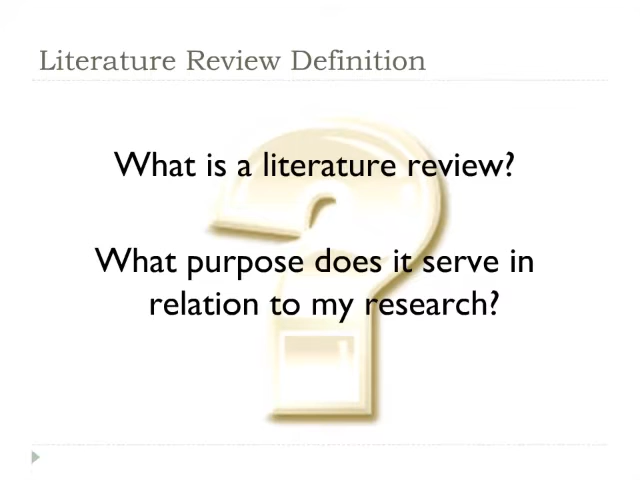 Literature Review Definition
What is a literature review?
What purpose does it serve in
relation to my research?